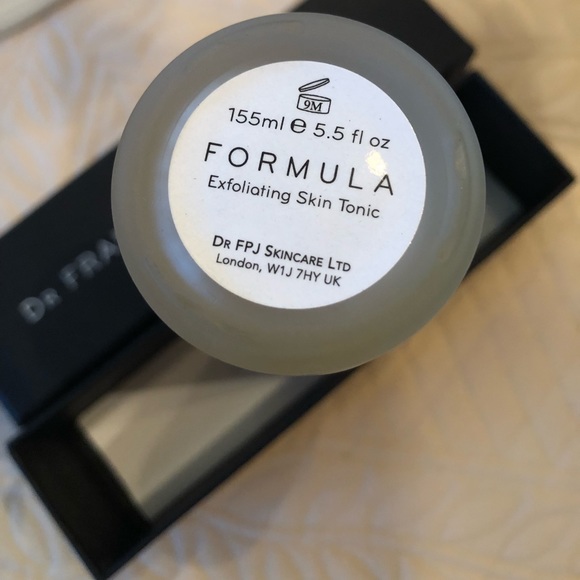 9M
155ml e 5.5 fl oz
FORMULA
Exfoliating Skin Tonic
DR FPJ SKINCARE LTD
London, W1J 7HY UK
DR FRA